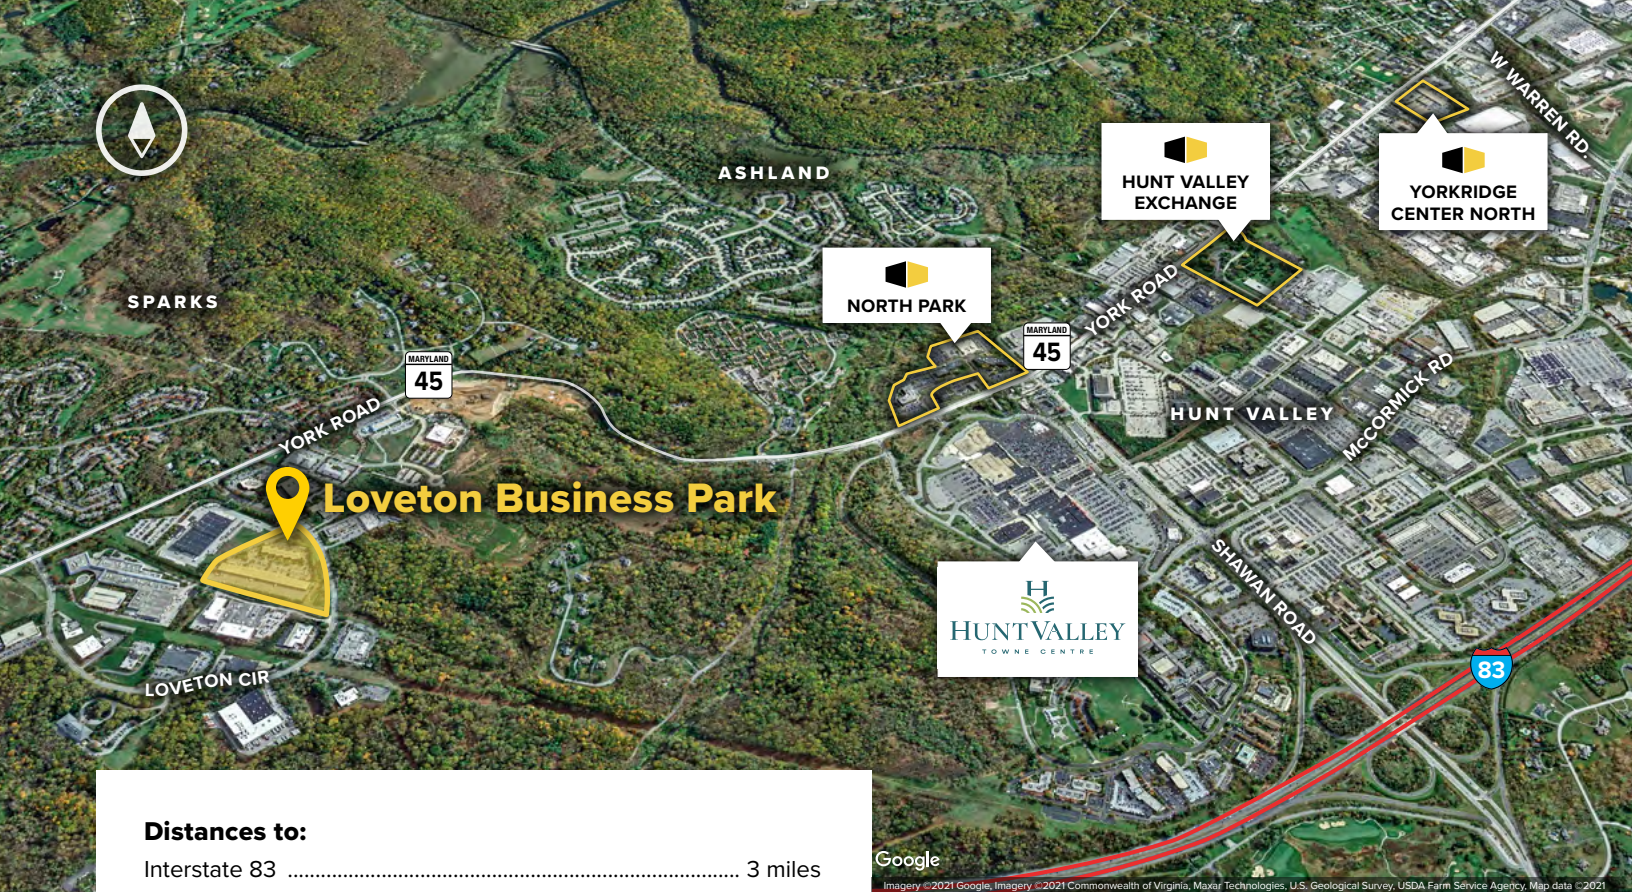 W WARREN RD.
ASHLAND
HUNT VALLEY
EXCHANGE
YORKRIDGE
CENTER NORTH
SPARKS
NORTH PARK
YORK ROAD
MARYLAND
45
MARYLAND
45
YORK ROAD
HUNT VALLEY
MCCORMICK RD
Loveton Business Park
SHAWAN ROAD
H
HUNT VALLEY
TOWNE CENTRE
83
LOVETON CIR
Distances to:
Interstate 83 .................................................................................. 3 miles
Google
Imagery ©2021 Google, Imagery ©2021 Commonwealth of Virginia, Maxar Technologies, U.S. Geological Survey, USDA Farm Service Agency, Map data ©2021